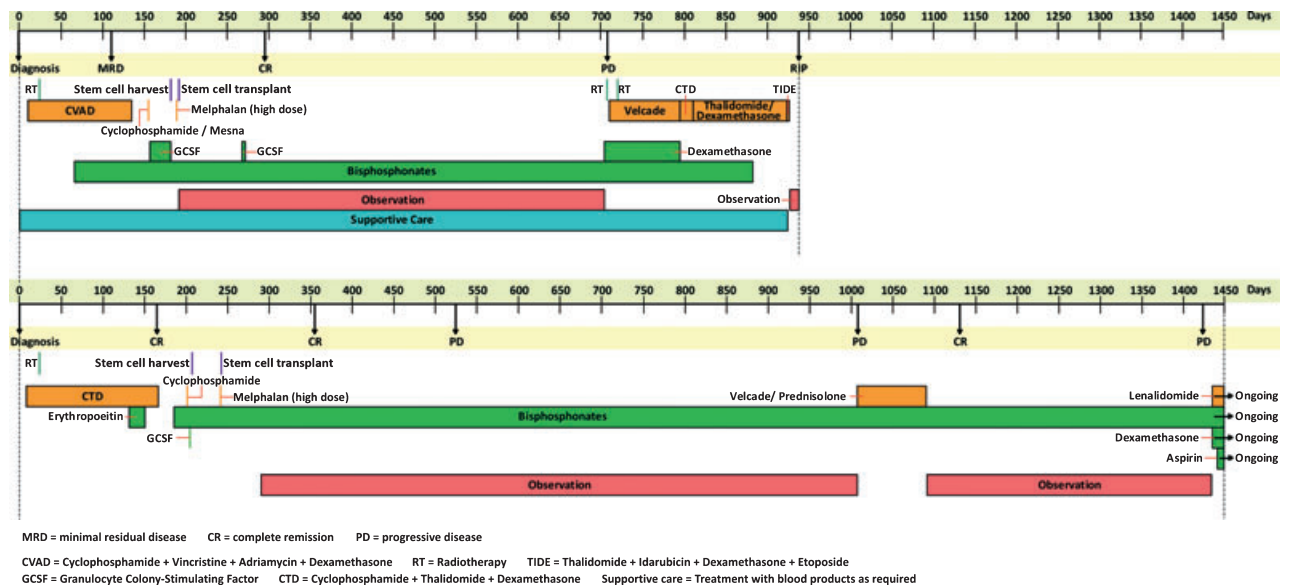 0 50 100 150 200 250 300 350 400 450 500 550 600 650 700 750 800 850 900 950 1000 1050 1100 1150 1200 1250 1300 1350 1400 1450 Days
Diagnosis MRD CR PD RIP
RT Stem cell harvest Stem cell transplant RT RT CTD TIDE
CVAD Melphalan (high dose) Velcade Thalidomide/
Dexamethasone
Cyclophosphamide / Mesna
GCSF GCSF Dexamethasone
Bisphosphonates
Observation Observation
Supportive Care
0 50 100 150 200 250 300 350 400 450 500 550 600 650 700 750 800 850 900 950 1000 1050 1100 1150 1200 1250 1300 1350 1400 1450 Days
Diagnosis CR CR PD PD CR PD
RT Stem cell harvest Stem cell transplant
Cyclophosphamide
CTD Melphalan (high dose) Velcade/ Prednisolone Lenalidomide Ongoing
Erythropoeitin Bisphosphonates Ongoing
GCSF Dexamethasone Ongoing
Aspirin Ongoing
Observation Observation
MRD = minimal residual disease CR = complete remission PD = progressive disease
CVAD = Cyclophosphamide + Vincristine + Adriamycin + Dexamethasone RT = Radiotherapy TIDE = Thalidomide + Idarubicin + Dexamethasone + Etoposide
GCSF = Granulocyte Colony-Stimulating Factor CTD = Cyclophosphamide + Thalidomide + Dexamethasone Supportive care = Treatment with blood products as required